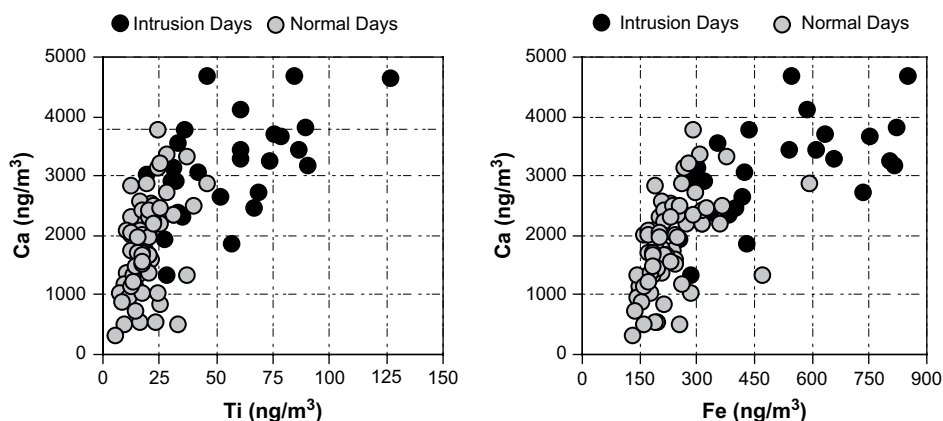 Intrusion Days Normal Days
Ca (ng/m³)
5000
4000
3000
2000
1000
0
0 25 50 75 100 125 150
Ti (ng/m³)
Intrusion Days Normal Days
Ca (ng/m³)
5000
4000
3000
2000
1000
0
0 150 300 450 600 750 900
Fe (ng/m³)